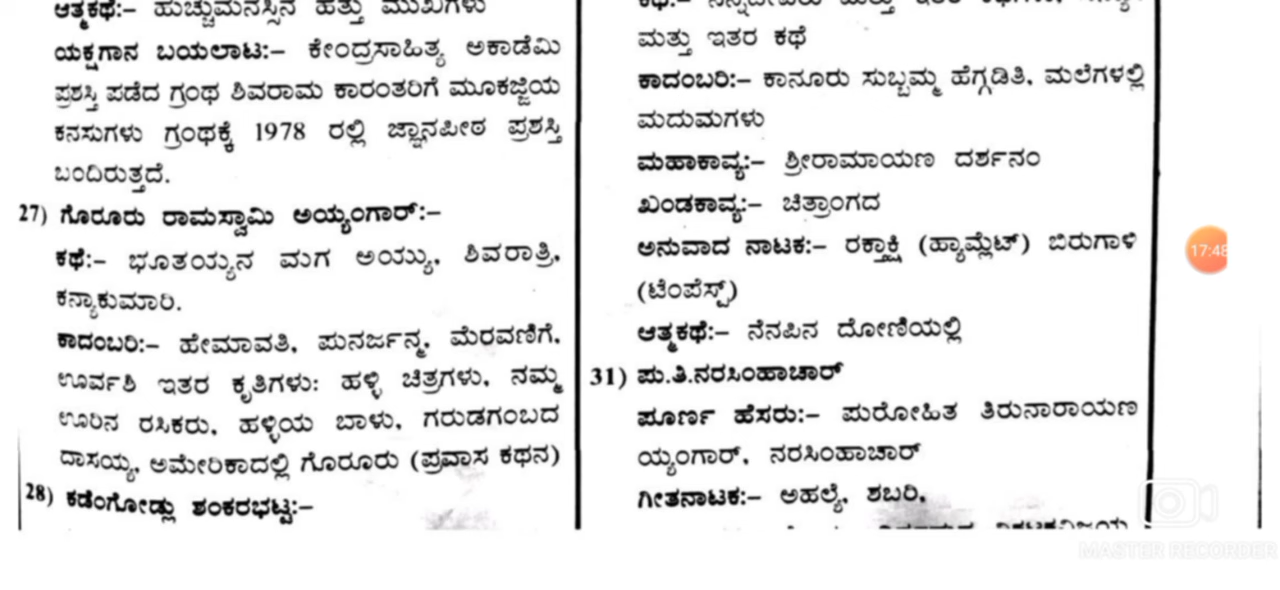 ಆತ್ಮಕಥೆ:– ಹುಚ್ಚುಮನಸ್ಸಿನ ಹತ್ತು ಮುಖಗಳು
ಯಕ್ಷಗಾನ ಬಯಲಾಟ:– ಕೇಂದ್ರಸಾಹಿತ್ಯ ಅಕಾಡೆಮಿ
ಪ್ರಶಸ್ತಿ ಪಡೆದ ಗ್ರಂಥ ಶಿವರಾಮ ಕಾರಂತರಿಗೆ ಮೂಕಜ್ಜಿಯ
ಕನಸುಗಳು ಗ್ರಂಥಕ್ಕೆ 1978 ರಲ್ಲಿ ಜ್ಞಾನಪೀಠ ಪ್ರಶಸ್ತಿ
ಬಂದಿರುತ್ತದೆ.
27) ಗೊರೂರು ರಾಮಸ್ವಾಮಿ ಅಯ್ಯಂಗಾರ್:–
ಕಥೆ:– ಭೂತಯ್ಯನ ಮಗ ಅಯ್ಯು, ಶಿವರಾತ್ರಿ,
ಕನ್ಯಾಕುಮಾರಿ.
ಕಾದಂಬರಿ:– ಹೇಮಾವತಿ, ಪುನರ್ಜನ್ಮ, ಮೆರವಣಿಗೆ,
ಊರ್ವಶಿ ಇತರ ಕೃತಿಗಳು: ಹಳ್ಳಿ ಚಿತ್ರಗಳು, ನಮ್ಮ
ಊರಿನ ರಸಿಕರು, ಹಳ್ಳಿಯ ಬಾಳು, ಗರುಡಗಂಬದ
ದಾಸಯ್ಯ, ಅಮೇರಿಕಾದಲ್ಲಿ ಗೊರೂರು (ಪ್ರವಾಸ ಕಥನ)
28) ಕಡೆಂಗೋಡ್ಲು ಶಂಕರಭಟ್ಟ:–
ಮತ್ತು ಇತರ ಕಥೆ
ಕಾದಂಬರಿ:– ಕಾನೂರು ಸುಬ್ಬಮ್ಮ ಹೆಗ್ಗಡಿತಿ, ಮಲೆಗಳಲ್ಲಿ
ಮದುಮಗಳು
ಮಹಾಕಾವ್ಯ:– ಶ್ರೀರಾಮಾಯಣ ದರ್ಶನಂ
ಖಂಡಕಾವ್ಯ:– ಚಿತ್ರಾಂಗದ
ಅನುವಾದ ನಾಟಕ:– ರಕ್ತಾಕ್ಷಿ (ಹ್ಯಾಮ್ಲೆಟ್) ಬಿರುಗಾಳಿ
(ಟೆಂಪೆಸ್ಟ್)
ಆತ್ಮಕಥೆ:– ನೆನಪಿನ ದೋಣಿಯಲ್ಲಿ
31) ಪು.ತಿ.ನರಸಿಂಹಾಚಾರ್
ಪೂರ್ಣ ಹೆಸರು:– ಪುರೋಹಿತ ತಿರುನಾರಾಯಣ
ಯ್ಯಂಗಾರ್, ನರಸಿಂಹಾಚಾರ್
ಗೀತನಾಟಕ:– ಅಹಲ್ಯೆ, ಶಬರಿ,
17:48
MASTER RECORDER